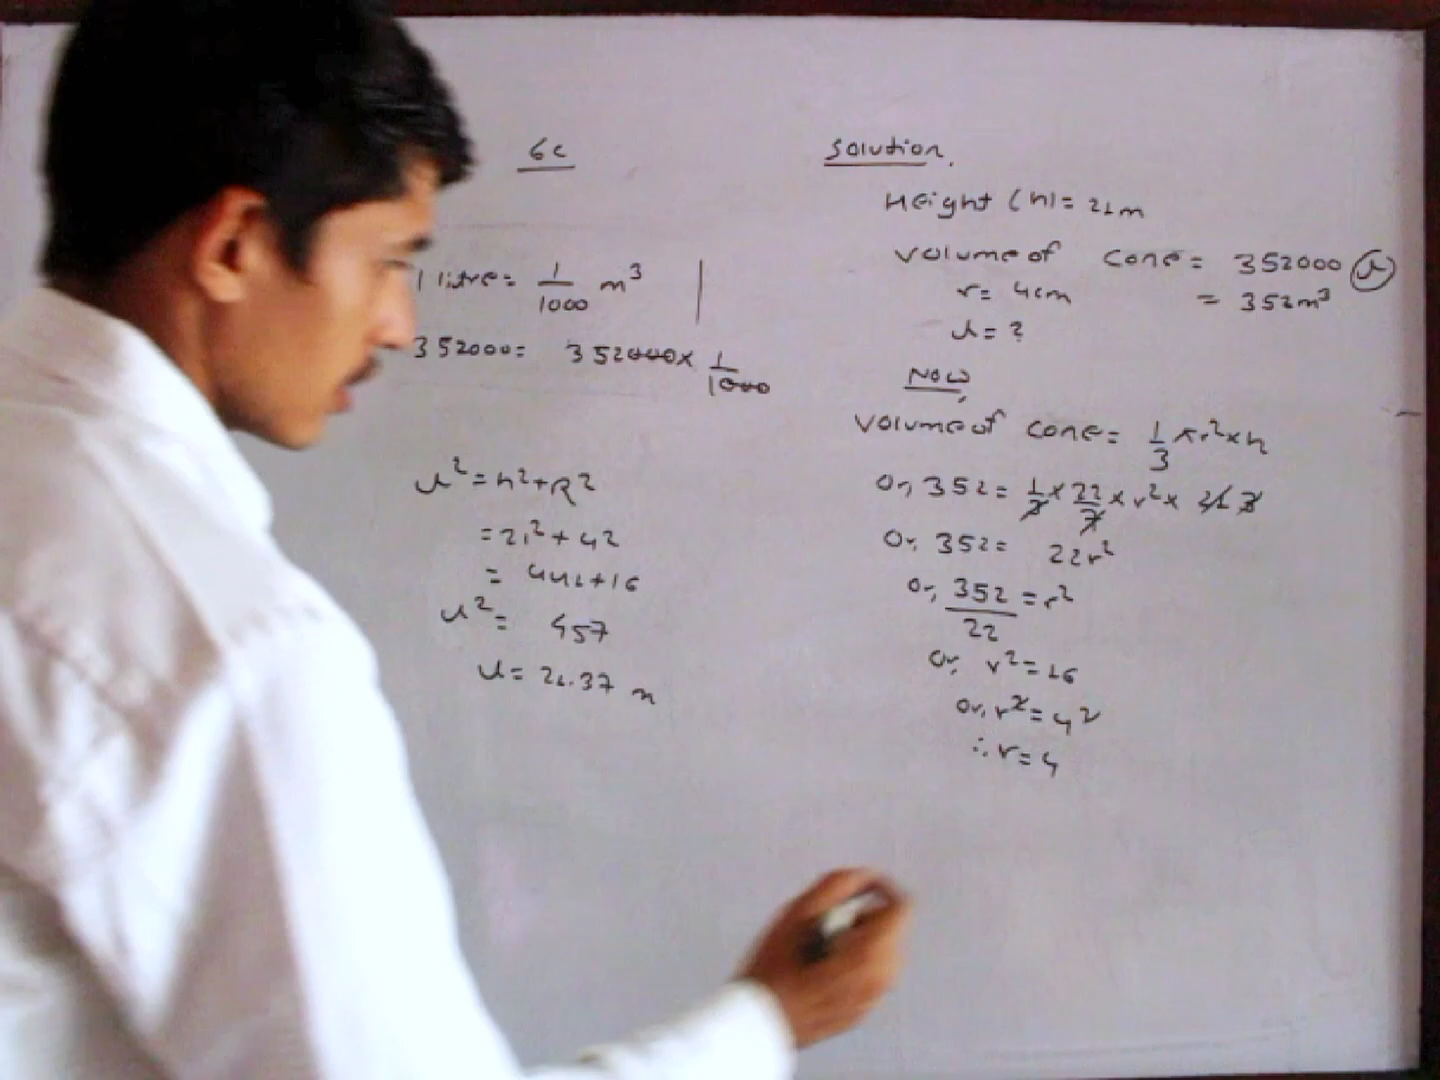 6c
1 litre = 1/1000 m³
352000 = 352000 × 1/1000
l² = h² + R²
= 21² + 4²
= 441 + 16
l² = 457
l = 21.37 m
Solution,
Height (h) = 21m
Volume of cone = 352000 l
= 352m³
r = 4cm
l = ?
Now,
Volume of cone = 1/3 πr² × h
Or, 352 = 1/3 × 22/7 × r² × 21 3
Or, 352 = 22r²
Or, 352/22 = r²
Or, r² = 16
Or, r² = 4²
∴ r = 4